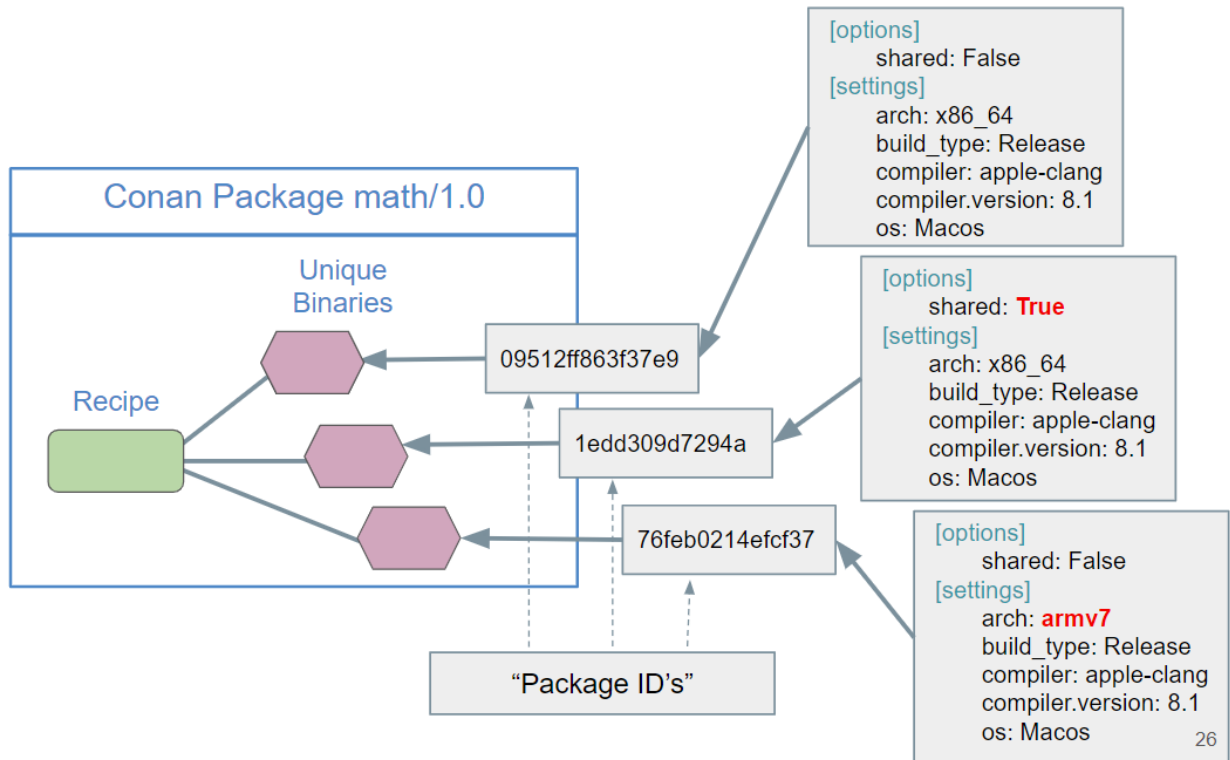 [options]
shared: False
[settings]
arch: x86_64
build_type: Release
compiler: apple-clang
compiler.version: 8.1
os: Macos
Conan Package math/1.0
Unique
Binaries
Recipe
09512ff863f37e9
1edd309d7294a
76feb0214efcf37
“Package ID’s”
[options]
shared: True
[settings]
arch: x86_64
build_type: Release
compiler: apple-clang
compiler.version: 8.1
os: Macos
[options]
shared: False
[settings]
arch: armv7
build_type: Release
compiler: apple-clang
compiler.version: 8.1
os: Macos
26